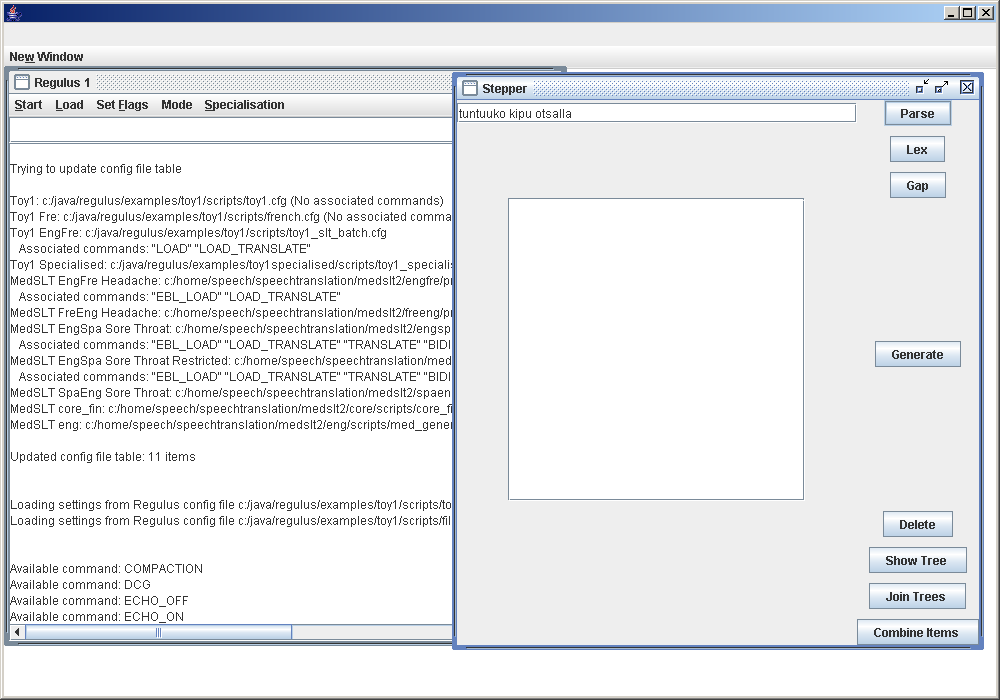 New Window
Regulus 1
Start Load Set Flags Mode Specialisation
Trying to update config file table
Toy1: c:/java/regulus/examples/toy1/scripts/toy1.cfg (No associated commands)
Toy1 Fre: c:/java/regulus/examples/toy1/scripts/french.cfg (No associated comma
Toy1 EngFre: c:/java/regulus/examples/toy1/scripts/toy1_slt_batch.cfg
Associated commands: "LOAD" "LOAD_TRANSLATE"
Toy1 Specialised: c:/java/regulus/examples/toy1specialised/scripts/toy1_specialis
MedSLT EngFre Headache: c:/home/speech/speechtranslation/medslt2/engfre/pr
Associated commands: "EBL_LOAD" "LOAD_TRANSLATE"
MedSLT FreEng Headache: c:/home/speech/speechtranslation/medslt2/freeng/pr
MedSLT EngSpa Sore Throat: c:/home/speech/speechtranslation/medslt2/engsp
Associated commands: "EBL_LOAD" "LOAD_TRANSLATE" "TRANSLATE" "BIDI
MedSLT EngSpa Sore Throat Restricted: c:/home/speech/speechtranslation/med
Associated commands: "EBL_LOAD" "LOAD_TRANSLATE" "TRANSLATE" "BIDI
MedSLT SpaEng Sore Throat: c:/home/speech/speechtranslation/medslt2/spaen
MedSLT core_fin: c:/home/speech/speechtranslation/medslt2/core/scripts/core_fi
MedSLT eng: c:/home/speech/speechtranslation/medslt2/eng/scripts/med_gener
Updated config file table: 11 items
Loading settings from Regulus config file c:/java/regulus/examples/toy1/scripts/to
Loading settings from Regulus config file c:/java/regulus/examples/toy1/scripts/fil
Available command: COMPACTION
Available command: DCG
Available command: ECHO_OFF
Available command: ECHO_ON
Stepper
tuntuuko kipu otsalla
Parse
Lex
Gap
Generate
Delete
Show Tree
Join Trees
Combine Items